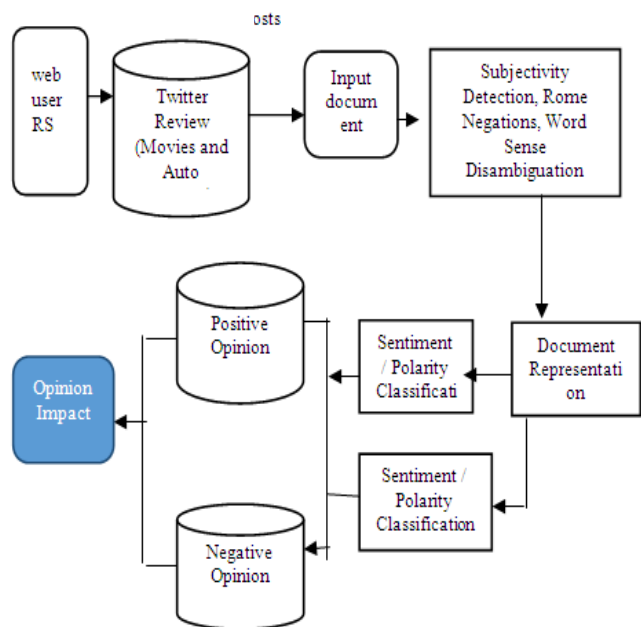 osts
web
user
RS
Twitter
Review
(Movies and
Auto
Input
docum
ent
Subjectivity
Detection, Rome
Negations, Word
Sense
Disambiguation
Positive
Opinion
Sentiment
/ Polarity
Classificati
Document
Representati
on
Opinion
Impact
Sentiment /
Polarity
Classification
Negative
Opinion